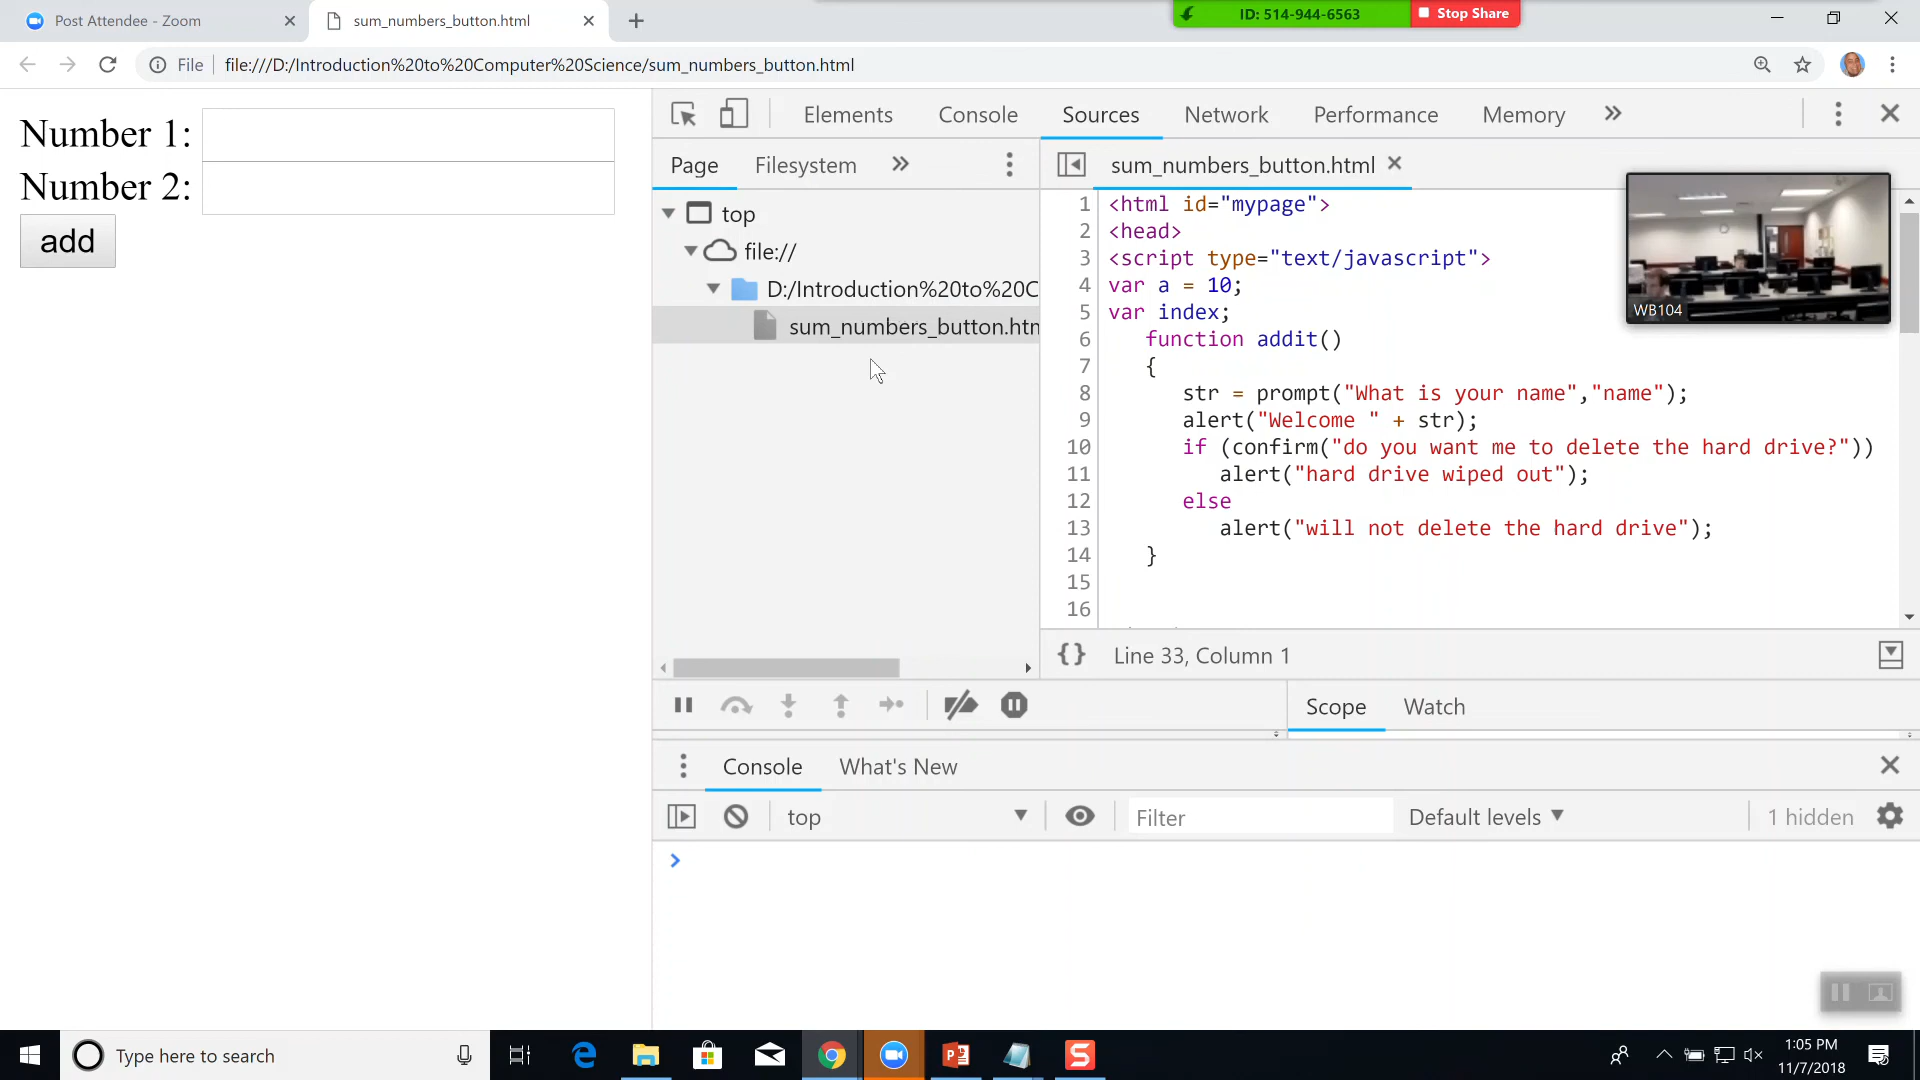 Post Attendee - Zoom
sum_numbers_button.html
ID: 514-944-6563
Stop Share
File
file:///D:/Introduction%20to%20Computer%20Science/sum_numbers_button.html
Number 1:
Number 2:
add
Elements
Console
Sources
Network
Performance
Memory
Page
Filesystem
sum_numbers_button.html
top
file://
D:/Introduction%20to%20C
sum_numbers_button.htn
1 <html id="mypage">
2 <head>
3 <script type="text/javascript">
4 var a = 10;
5 var index;
6 function addit()
7 {
8 str = prompt("What is your name","name");
9 alert("Welcome " + str);
10 if (confirm("do you want me to delete the hard drive?"))
11 alert("hard drive wiped out");
12 else
13 alert("will not delete the hard drive");
14 }
15
16
WB104
{} Line 33, Column 1
Scope
Watch
Console
What's New
top
Filter
Default levels
1 hidden
Type here to search
1:05 PM
11/7/2018